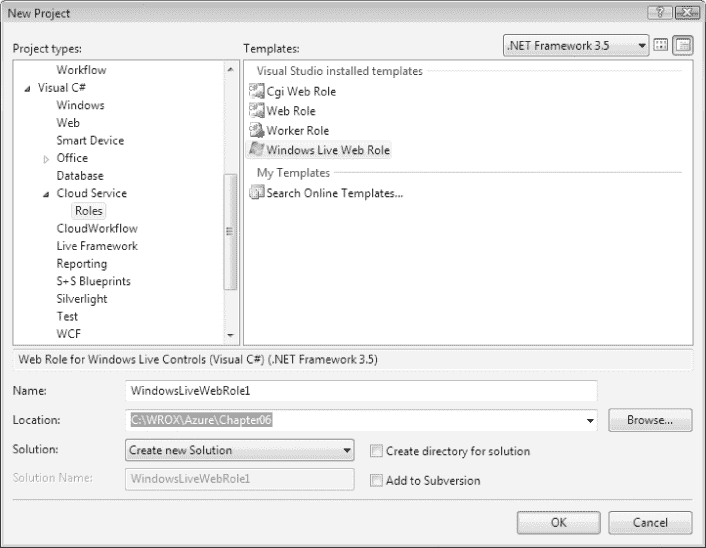 New Project
Project types:
Templates:
.NET Framework 3.5
Workflow
Visual C#
Windows
Web
Smart Device
Office
Database
Cloud Service
Roles
CloudWorkflow
Live Framework
Reporting
S+S Blueprints
Silverlight
Test
WCF
Visual Studio installed templates
Cgi Web Role
Web Role
Worker Role
Windows Live Web Role
My Templates
Search Online Templates...
Web Role for Windows Live Controls (Visual C#) (.NET Framework 3.5)
Name:
WindowsLiveWebRole1
Location:
C:\WROX\Azure\Chapter06
Browse...
Solution:
Create new Solution
Create directory for solution
Solution Name:
WindowsLiveWebRole1
Add to Subversion
OK
Cancel